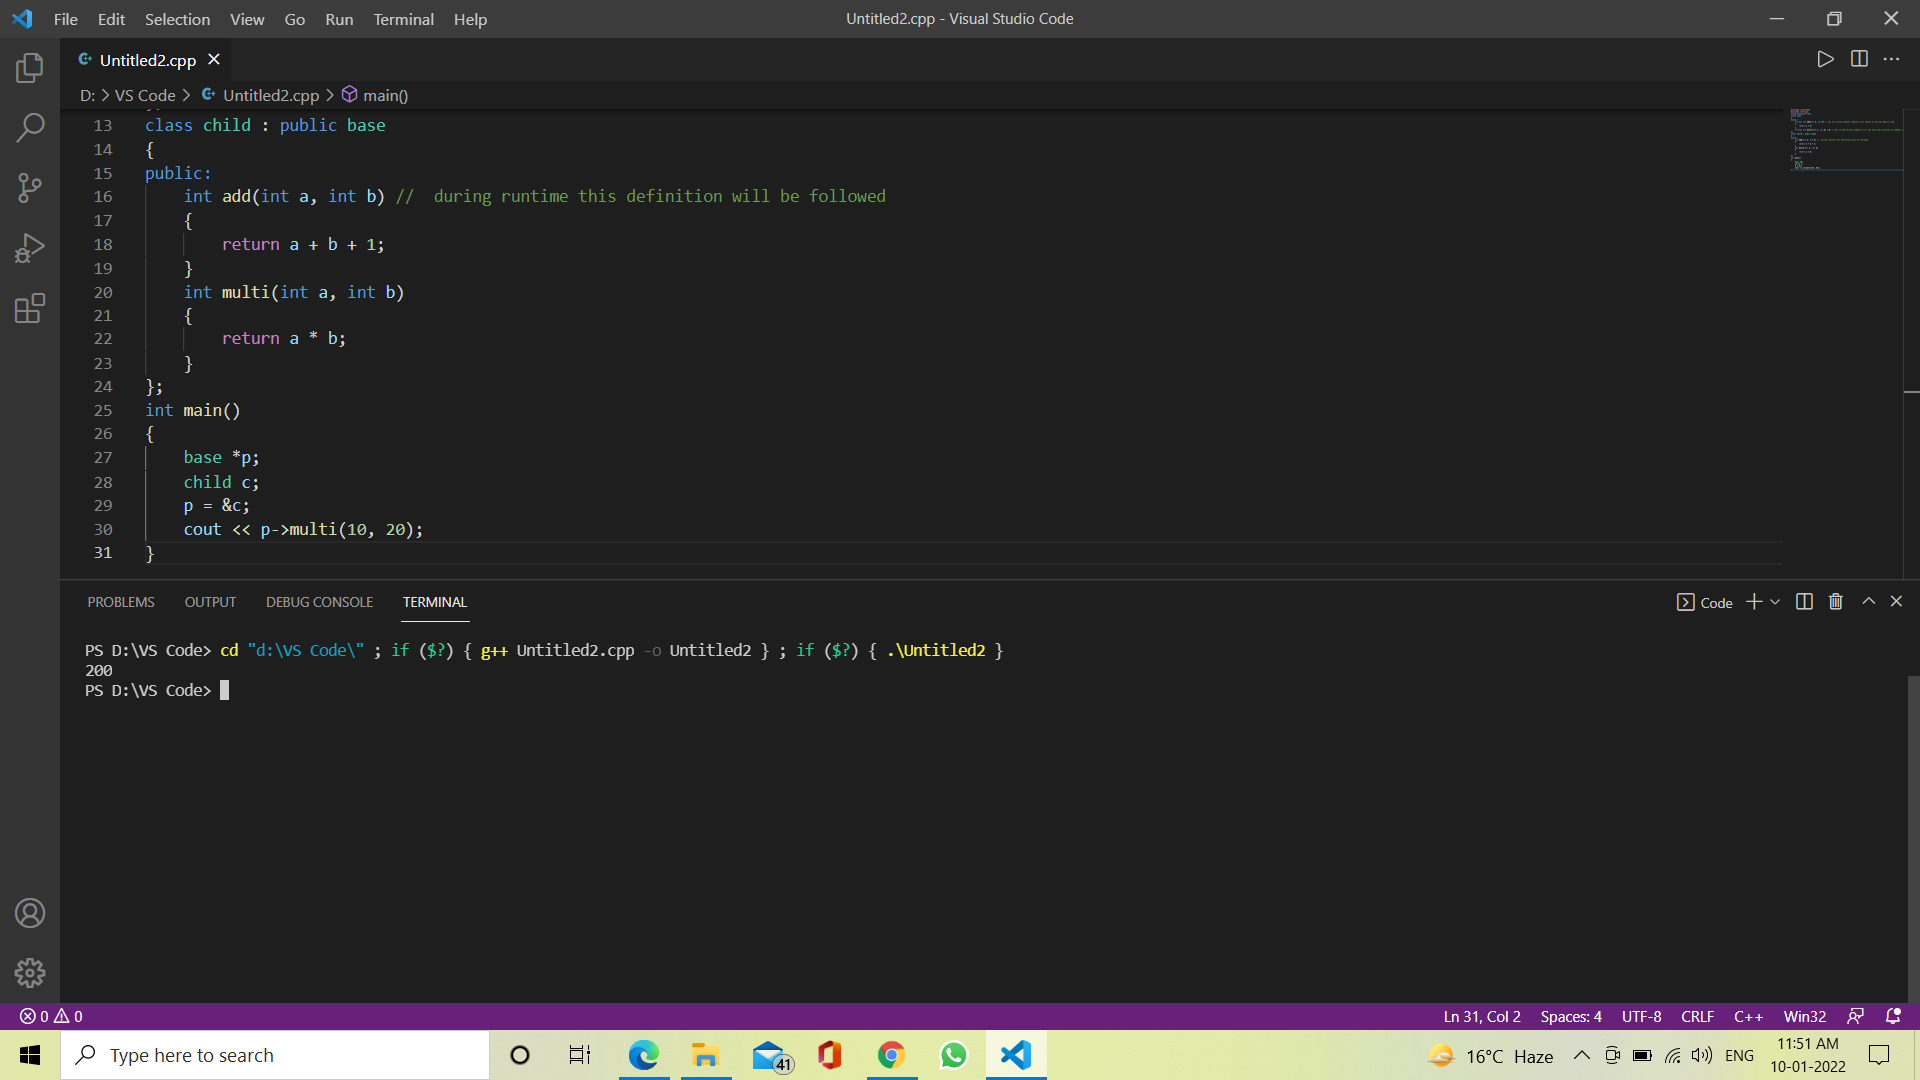 File Edit Selection View Go Run Terminal Help
Untitled2.cpp - Visual Studio Code
Untitled2.cpp
D: > VS Code > Untitled2.cpp > main()
13 class child : public base
14 {
15 public:
16 int add(int a, int b) // during runtime this definition will be followed
17 {
18 return a + b + 1;
19 }
20 int multi(int a, int b)
21 {
22 return a * b;
23 }
24 };
25 int main()
26 {
27 base *p;
28 child c;
29 p = &c;
30 cout << p->multi(10, 20);
31 }
PROBLEMS OUTPUT DEBUG CONSOLE TERMINAL
Code
PS D:\VS Code> cd "d:\VS Code\" ; if ($?) { g++ Untitled2.cpp -o Untitled2 } ; if ($?) { .\Untitled2 }
200
PS D:\VS Code>
0 0
Ln 31, Col 2 Spaces: 4 UTF-8 CRLF C++ Win32
Type here to search
41
16°C Haze
ENG
11:51 AM
10-01-2022